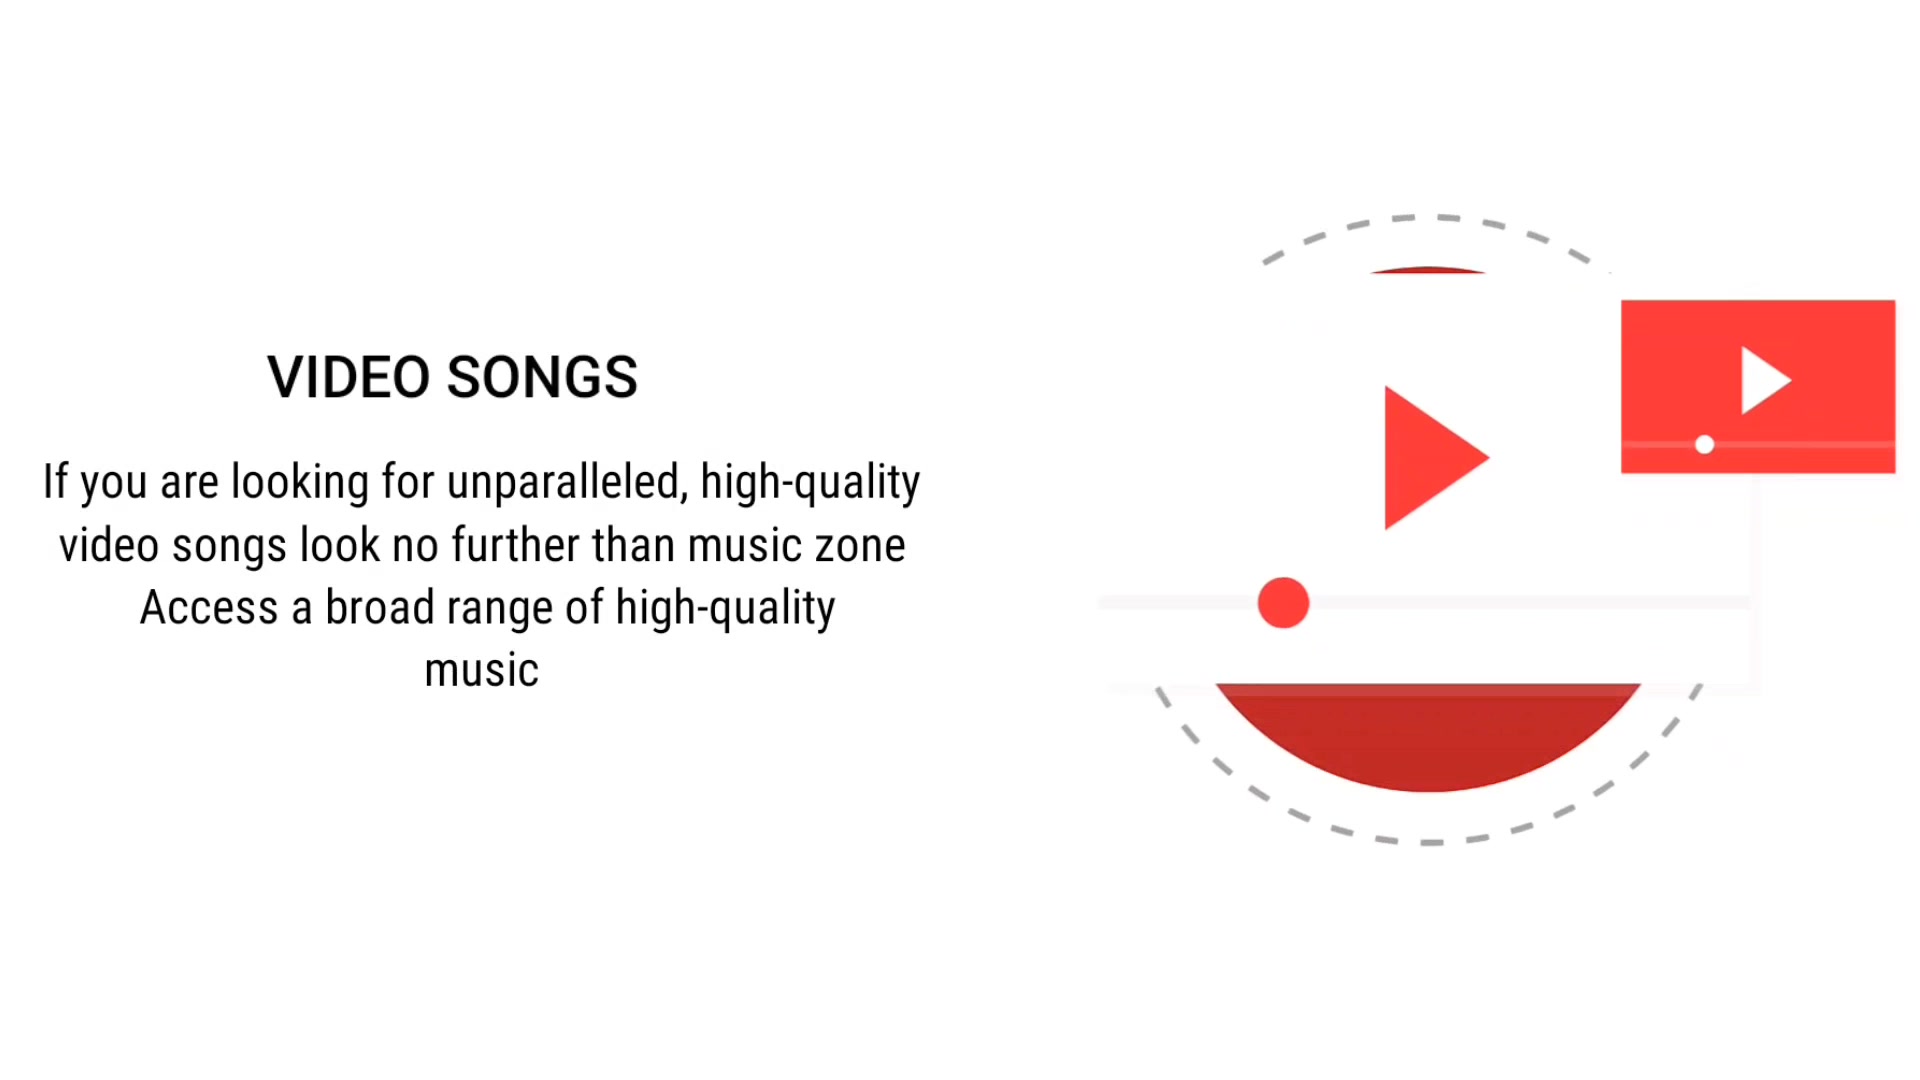 VIDEO SONGS
If you are looking for unparalleled, high-quality
video songs look no further than music zone
Access a broad range of high-quality
music